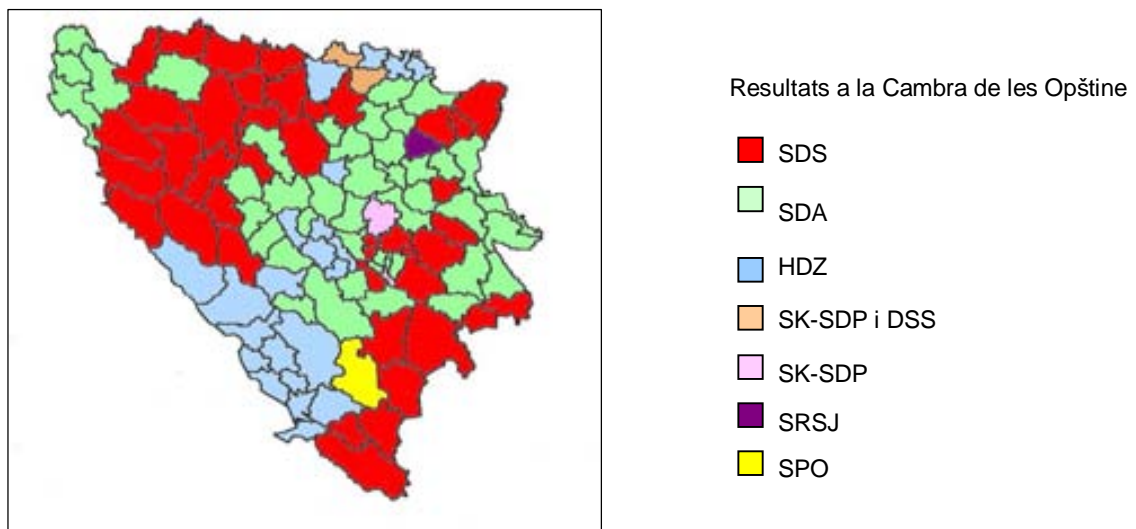 Resultats a la Cambra de les Opštine
SDS
SDA
HDZ
SK-SDP i DSS
SK-SDP
SRSJ
SPO